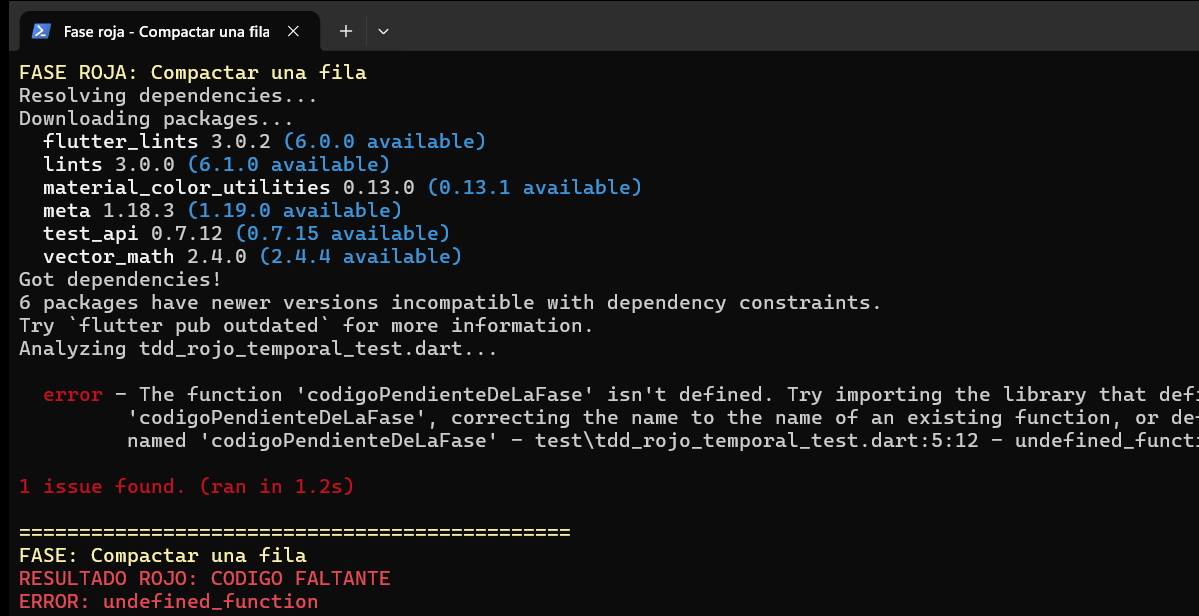 Fase roja - Compactar una fila
FASE ROJA: Compactar una fila
Resolving dependencies...
Downloading packages...
flutter_lints 3.0.2 (6.0.0 available)
lints 3.0.0 (6.1.0 available)
material_color_utilities 0.13.0 (0.13.1 available)
meta 1.18.3 (1.19.0 available)
test_api 0.7.12 (0.7.15 available)
vector_math 2.4.0 (2.4.4 available)
Got dependencies!
6 packages have newer versions incompatible with dependency constraints.
Try `flutter pub outdated` for more information.
Analyzing tdd_rojo_temporal_test.dart...
error - The function 'codigoPendienteDeLaFase' isn't defined. Try importing the library that defi
'codigoPendienteDeLaFase', correcting the name to the name of an existing function, or de
named 'codigoPendienteDeLaFase' - test\tdd_rojo_temporal_test.dart:5:12 - undefined_functi
1 issue found. (ran in 1.2s)
==============================================
FASE: Compactar una fila
RESULTADO ROJO: CODIGO FALTANTE
ERROR: undefined_function